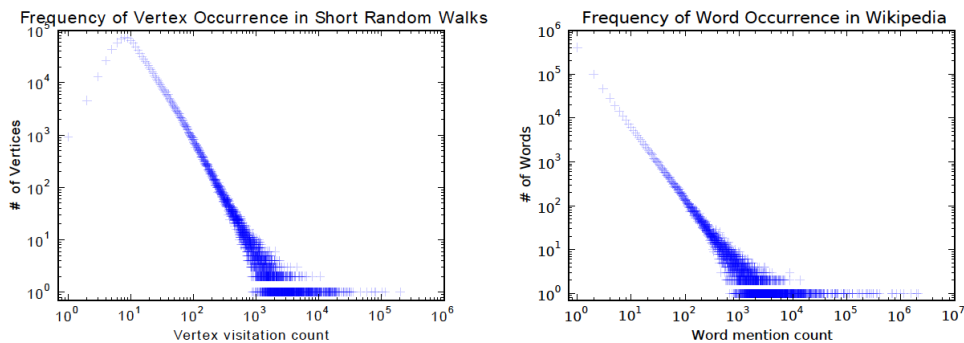 Frequency of Vertex Occurrence in Short Random Walks
# of Vertices
10^5
10^4
10^3
10^2
10^1
10^0
10^0 10^1 10^2 10^3 10^4 10^5 10^6
Vertex visitation count
Frequency of Word Occurrence in Wikipedia
# of Words
10^6
10^5
10^4
10^3
10^2
10^1
10^0
10^0 10^1 10^2 10^3 10^4 10^5 10^6 10^7
Word mention count